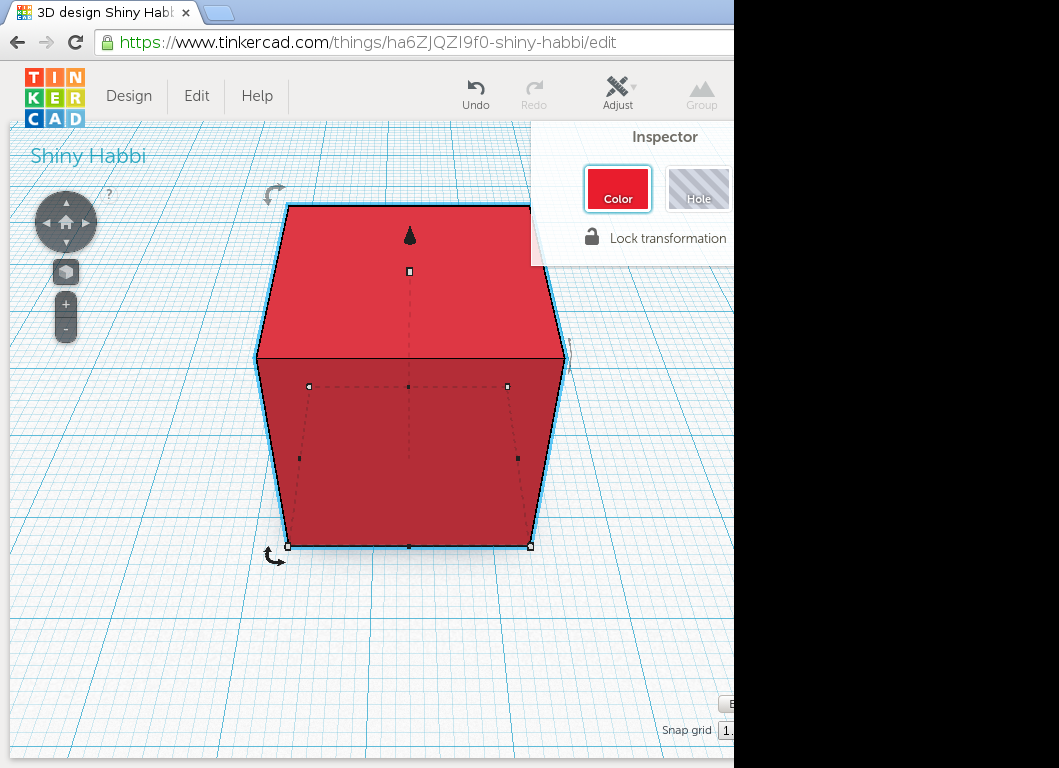 3D design Shiny Habb
https://www.tinkercad.com/things/ha6ZJQZI9f0-shiny-habbi/edit
TIN
KER
CAD
Design Edit Help
Undo Redo Adjust Group
Shiny Habbi
?
Inspector
Color Hole
Lock transformation
+
-
Snap grid 1.